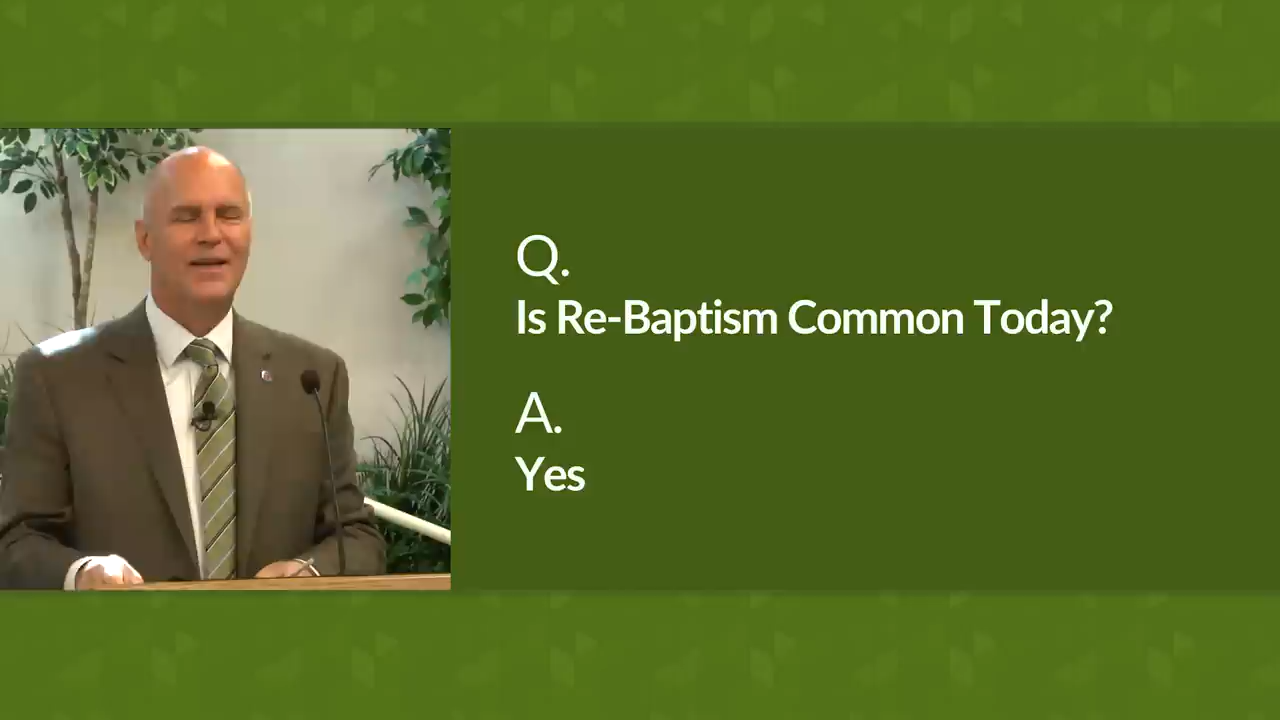 Q.
Is Re-Baptism Common Today?
A.
Yes